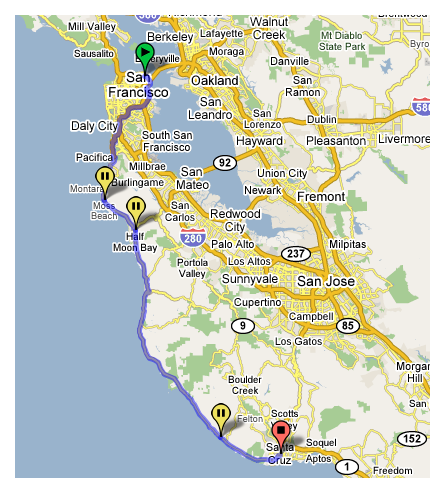 Mill Valley
Sausalito
Berkeley
Lafayette
Walnut
Creek
Moraga
Mt Diablo
State Park
Danville
San
Francisco
Oakland
San
Ramon
San
Leandro
Dublin
580
Daly City
San
Lorenzo
Hayward
Pleasanton
Livermore
South San
Francisco
Pacifica
Millbrae
92
Union City
Montara
Burlingame
San
Mateo
Newark
Fremont
Moss
Beach
San
Carlos
Redwood
City
Half
Moon Bay
280
Palo Alto
237
Milpitas
Portola
Valley
Los Altos
Sunnyvale
San Jose
Cupertino
9
Campbell
85
Los Gatos
Morgan
Hill
Boulder
Creek
San
Felton
Scotts
Valley
152
Santa
Cruz
Soquel
Aptos
1
Freedom